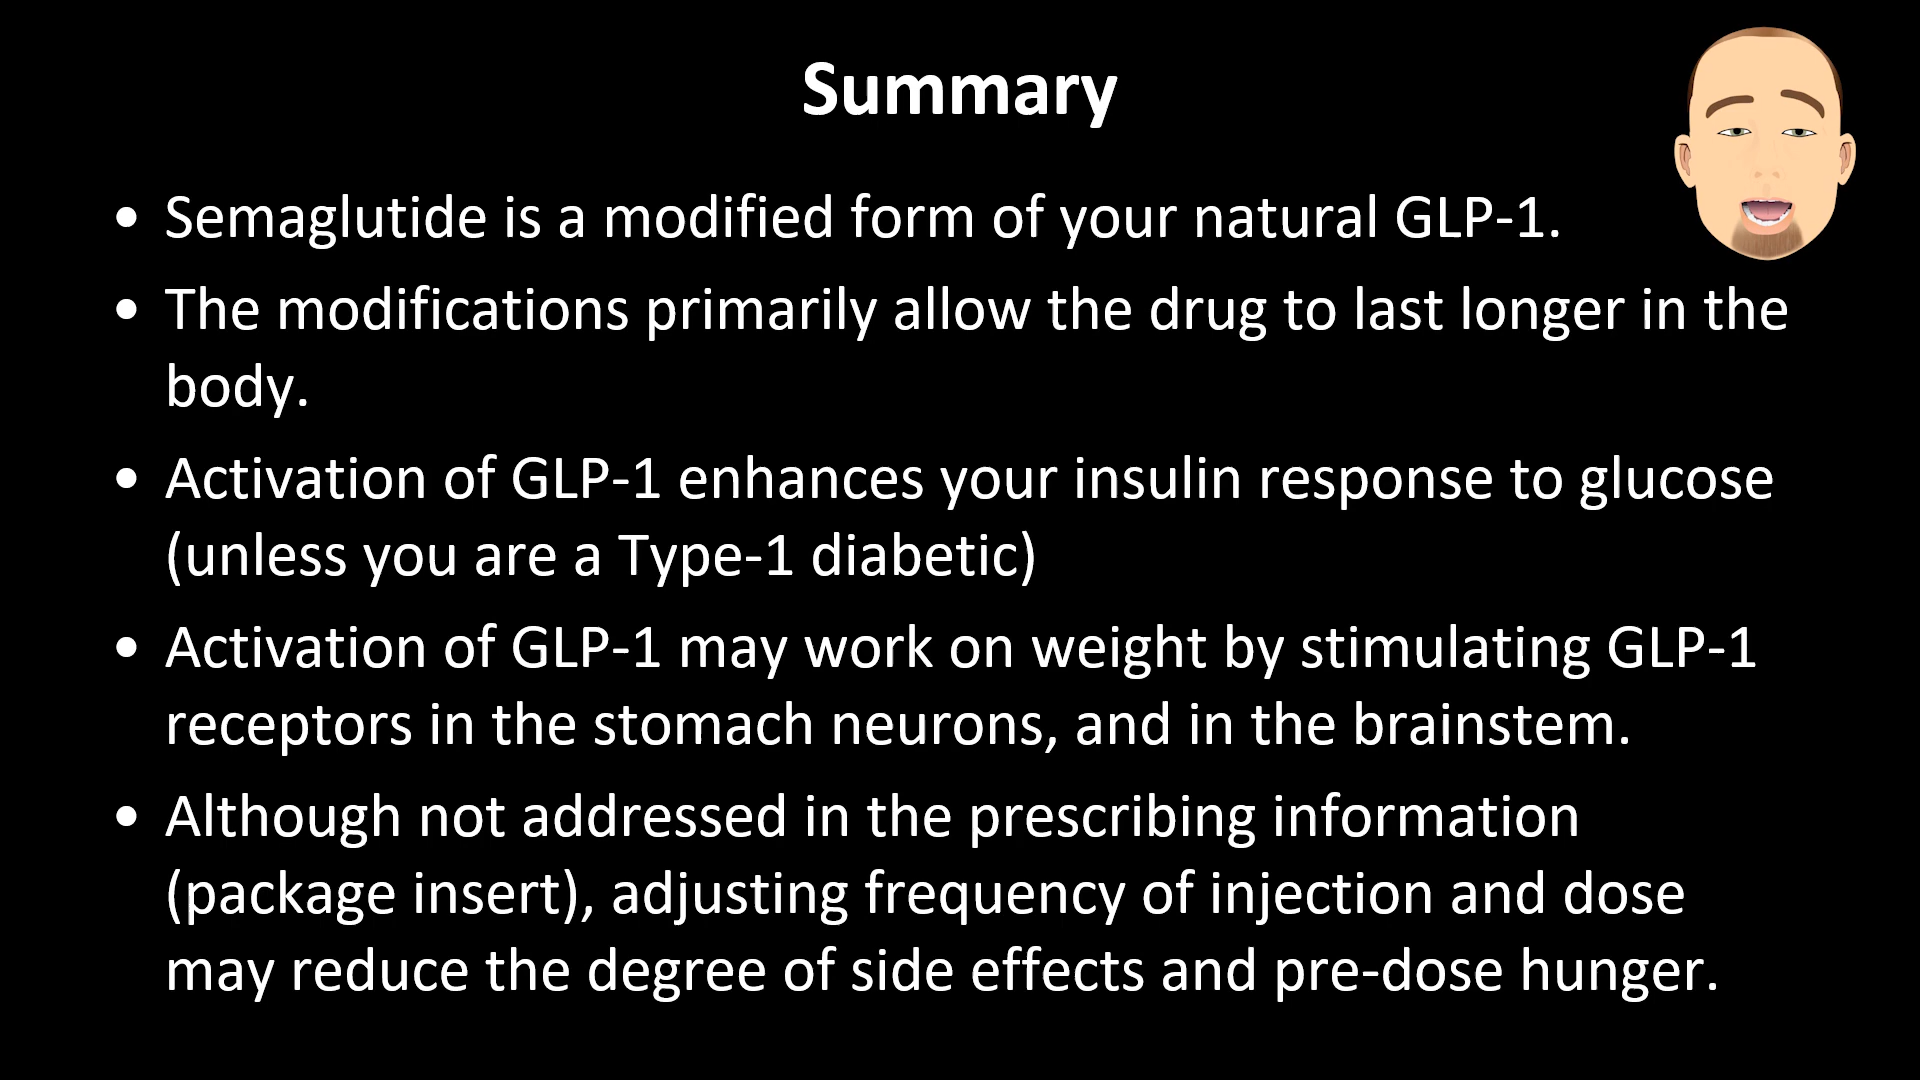 Summary
• Semaglutide is a modified form of your natural GLP-1.
• The modifications primarily allow the drug to last longer in the
body.
• Activation of GLP-1 enhances your insulin response to glucose
(unless you are a Type-1 diabetic)
• Activation of GLP-1 may work on weight by stimulating GLP-1
receptors in the stomach neurons, and in the brainstem.
• Although not addressed in the prescribing information
(package insert), adjusting frequency of injection and dose
may reduce the degree of side effects and pre-dose hunger.